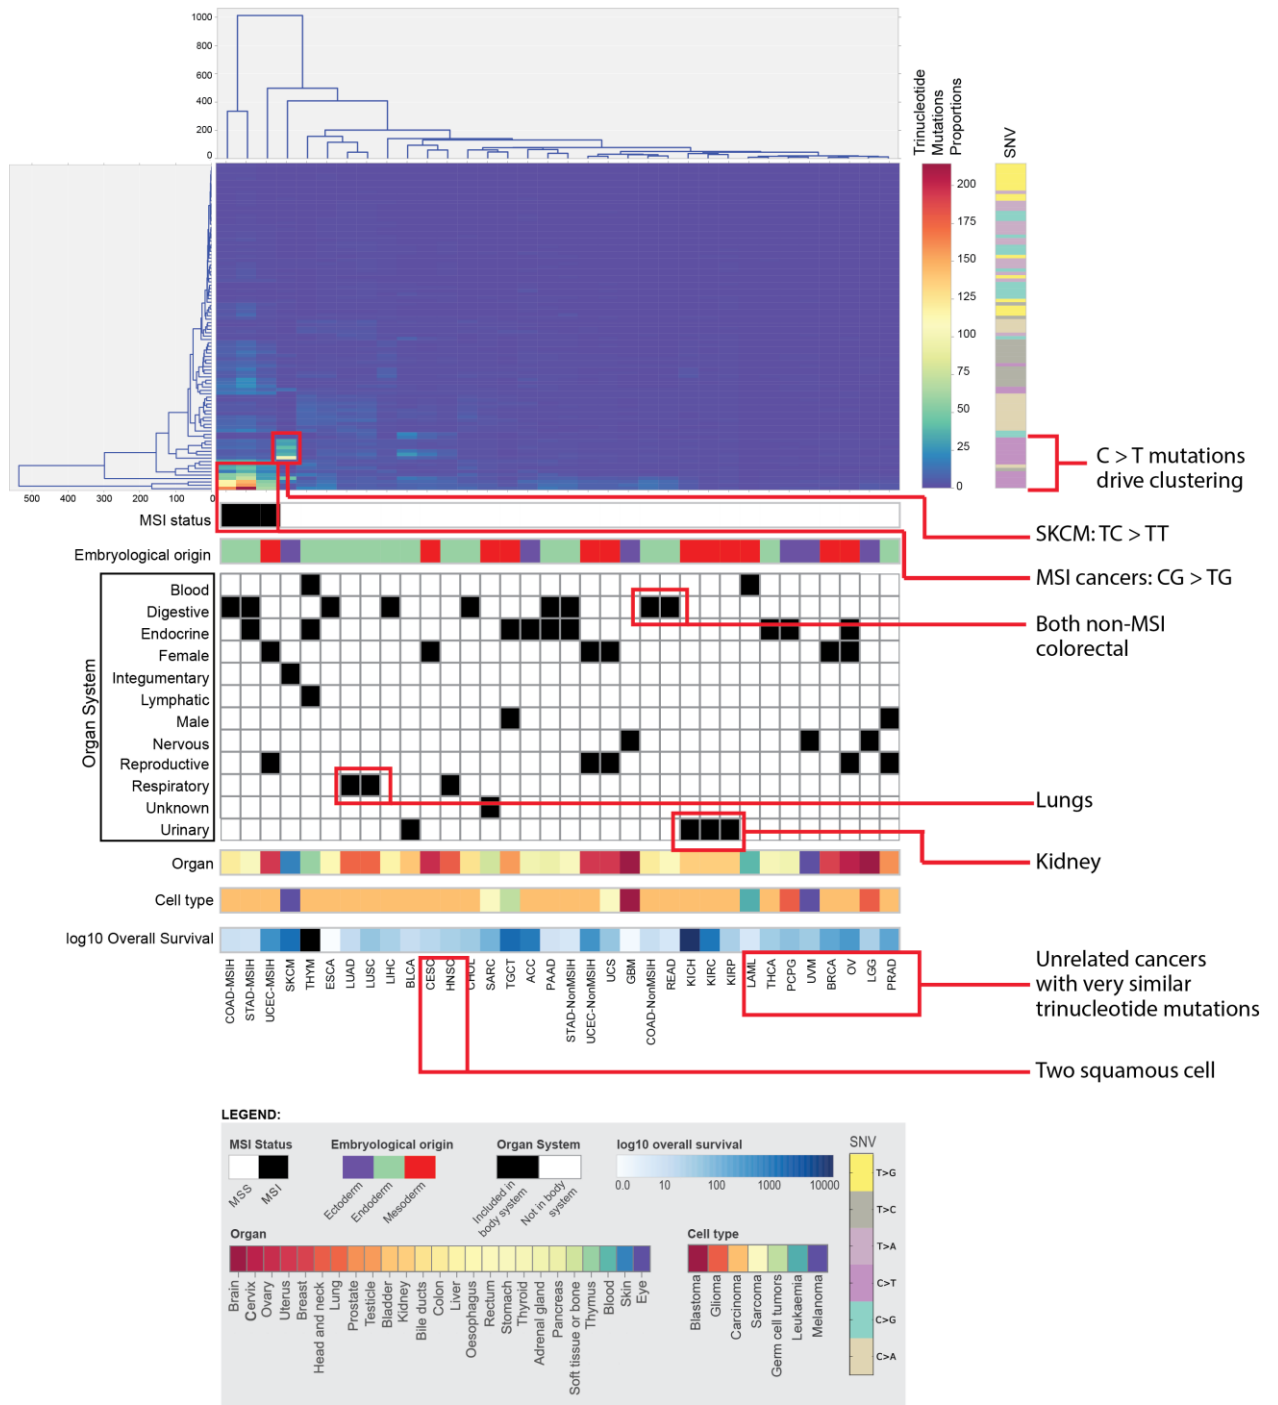 1000
800
600
400
200
0
Trinucleotide
Mutations
Proportions
SNV
200
175
150
125
100
75
50
25
0
500
400
300
200
100
0
C > T mutations
drive clustering
SKCM: TC > TT
MSI cancers: CG > TG
Both non-MSI
colorectal
Lungs
Kidney
Unrelated cancers
with very similar
trinucleotide mutations
Two squamous cell
MSI status
Embryological origin
Organ System
Blood
Digestive
Endocrine
Female
Integumentary
Lymphatic
Male
Nervous
Reproductive
Respiratory
Unknown
Urinary
Organ
Cell type
log10 Overall Survival
COAD-MSIH
STAD-MSIH
UCEC-MSIH
SKCM
THYM
ESCA
LUAD
LUSC
LIHC
BLCA
CESC
HNSC
CHOL
SARC
TGCT
ACC
PAAD
STAD-NonMSIH
UCEC-NonMSIH
UCS
GBM
COAD-NonMSIH
READ
KICH
KIRC
KIRP
LAML
THCA
PCPG
UVM
BRCA
OV
LGG
PRAD
LEGEND:
MSI Status
MSS
MSI
Embryological origin
Ectoderm
Endoderm
Mesoderm
Organ System
Included in
body system
Not in body
system
log10 overall survival
0.0 10 100 1000 10000
SNV
T>G
T>C
T>A
C>T
C>G
C>A
Organ
Brain
Cervix
Ovary
Uterus
Breast
Head and neck
Lung
Prostate
Testicle
Bladder
Kidney
Bile ducts
Colon
Liver
Oesophagus
Rectum
Stomach
Thyroid
Adrenal gland
Pancreas
Soft tissue or bone
Thymus
Blood
Skin
Eye
Cell type
Blastoma
Glioma
Carcinoma
Sarcoma
Germ cell tumors
Leukaemia
Melanoma